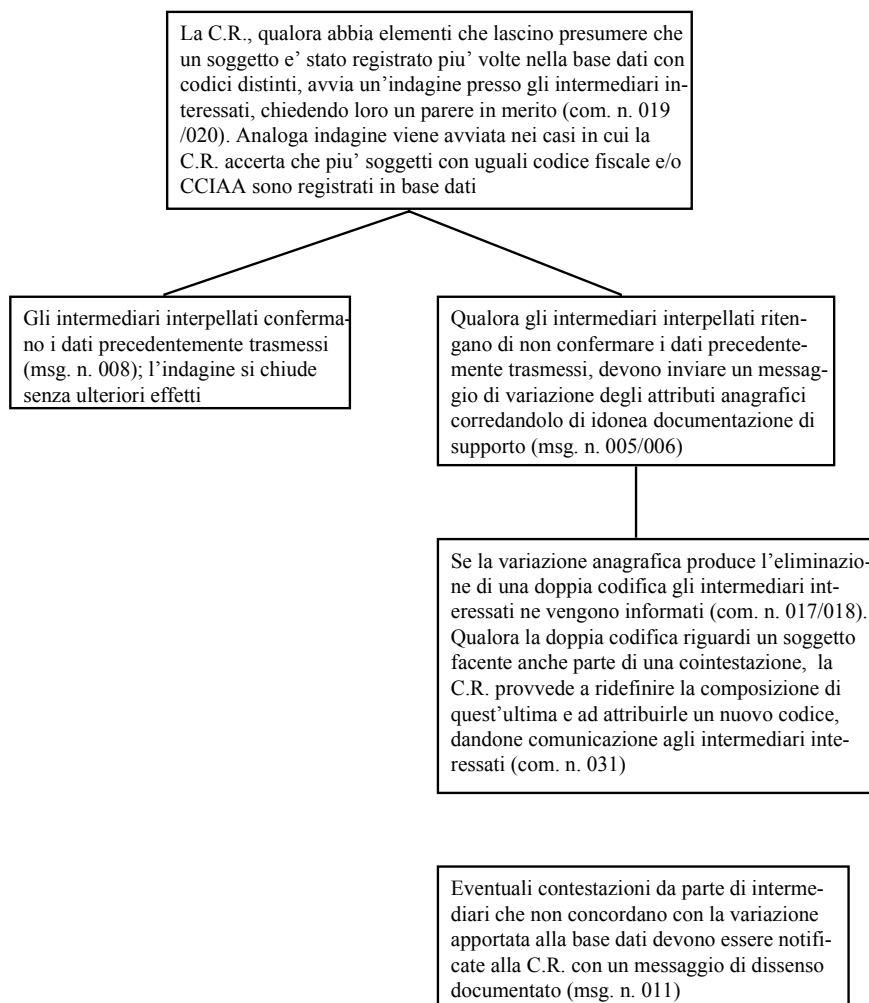 La C.R., qualora abbia elementi che lascino presumere che
un soggetto e’ stato registrato piu’ volte nella base dati con
codici distinti, avvia un’indagine presso gli intermediari in-
teressati, chiedendo loro un parere in merito (com. n. 019
/020). Analoga indagine viene avviata nei casi in cui la
C.R. accerta che piu’ soggetti con uguali codice fiscale e/o
CCIAA sono registrati in base dati
Gli intermediari interpellati conferma-
no i dati precedentemente trasmessi
(msg. n. 008); l’indagine si chiude
senza ulteriori effetti
Qualora gli intermediari interpellati riten-
gano di non confermare i dati precedente-
mente trasmessi, devono inviare un messag-
gio di variazione degli attributi anagrafici
corredandolo di idonea documentazione di
supporto (msg. n. 005/006)
Se la variazione anagrafica produce l’eliminazio-
ne di una doppia codifica gli intermediari int-
eressati ne vengono informati (com. n. 017/018).
Qualora la doppia codifica riguardi un soggetto
facente anche parte di una cointestazione, la
C.R. provvede a ridefinire la composizione di
quest’ultima e ad attribuirle un nuovo codice,
dandone comunicazione agli intermediari inte-
ressati (com. n. 031)
Eventuali contestazioni da parte di interme-
diari che non concordano con la variazione
apportata alla base dati devono essere notifi-
cate alla C.R. con un messaggio di dissenso
documentato (msg. n. 011)